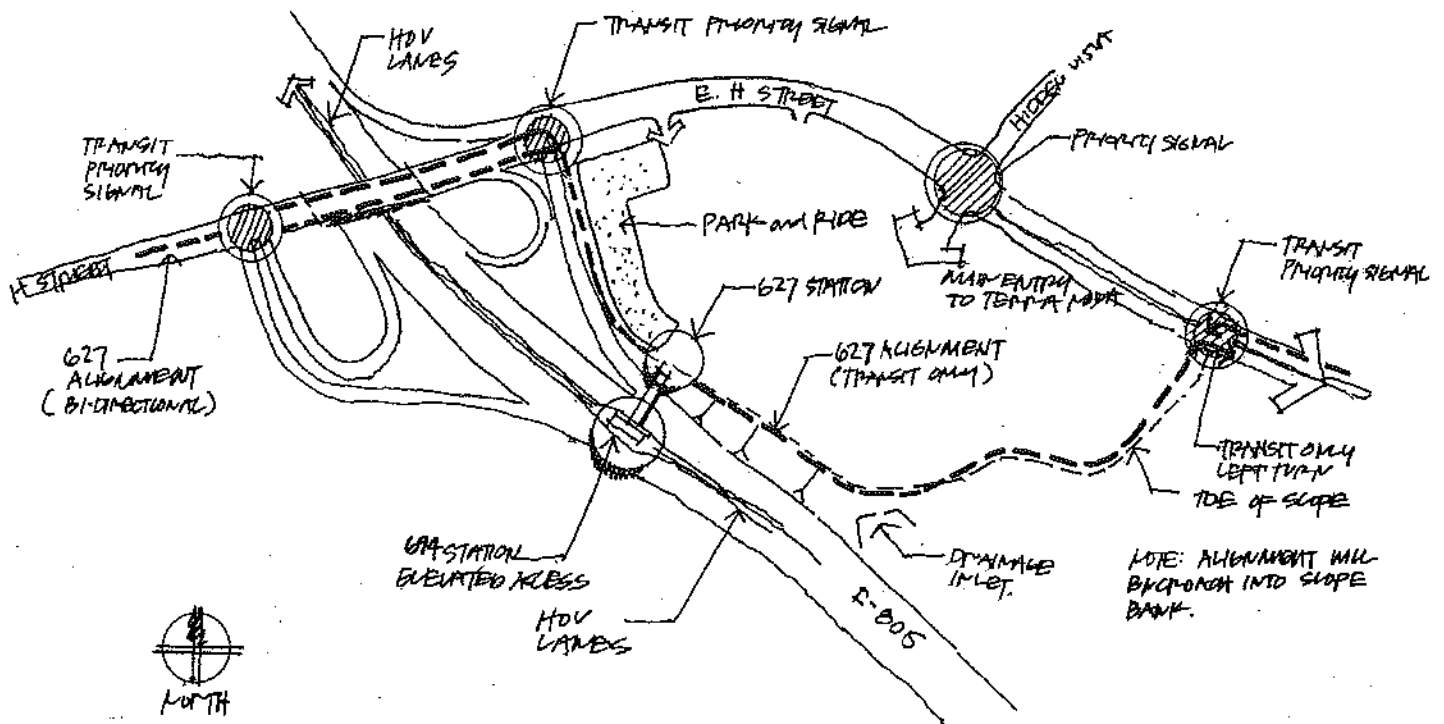 HOV
LANES
TRANSIT PRIORITY SIGNAL
HIDDEN VISTA
E. H STREET
PRIORITY SIGNAL
TRANSIT
PRIORITY
SIGNAL
PARK and RIDE
TRANSIT
PRIORITY SIGNAL
MAIN ENTRY
TO TERRA NOVA
H STREET
627 STATION
627
ALIGNMENT
(BI-DIRECTIONAL)
627 ALIGNMENT
(TRANSIT ONLY)
TRANSIT ONLY
LEFT TURN
TOE OF SLOPE
STATION
ELEVATED ACCESS
DRAINAGE
INLET.
NOTE: ALIGNMENT WILL
ENCROACH INTO SLOPE
BANK.
HOV
LANES
I-805
NORTH